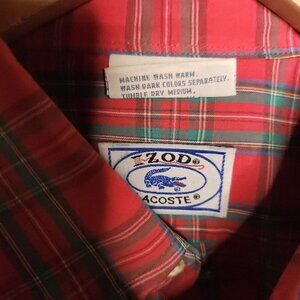 MACHINE WASH WARM.
WASH DARK COLORS SEPARATELY.
TUMBLE DRY MEDIUM.
IZOD®
LACOSTE®